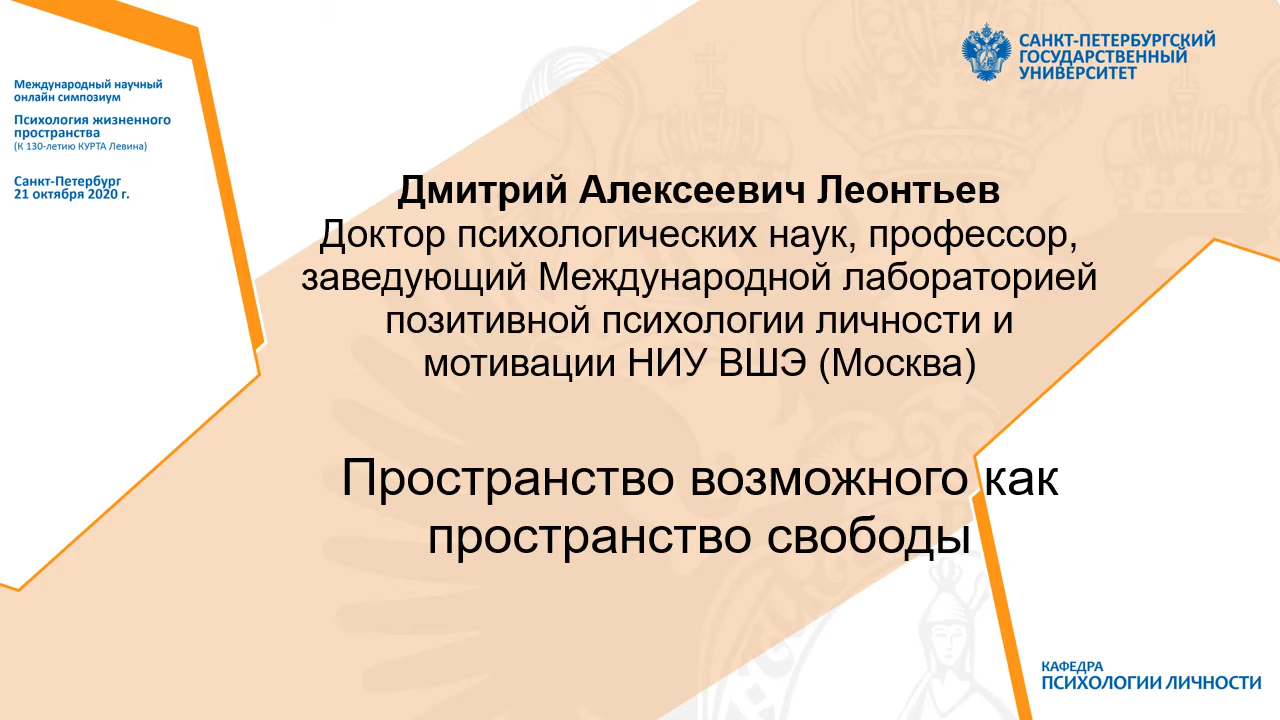 Международный научный
онлайн симпозиум
Психология жизненного
пространства
(К 130-летию КУРТА Левина)
Санкт-Петербург
21 октября 2020 г.
САНКТ-ПЕТЕРБУРГСКИЙ
ГОСУДАРСТВЕННЫЙ
УНИВЕРСИТЕТ
Дмитрий Алексеевич Леонтьев
Доктор психологических наук, профессор,
заведующий Международной лабораторией
позитивной психологии личности и
мотивации НИУ ВШЭ (Москва)
Пространство возможного как
пространство свободы
КАФЕДРА
ПСИХОЛОГИИ ЛИЧНОСТИ